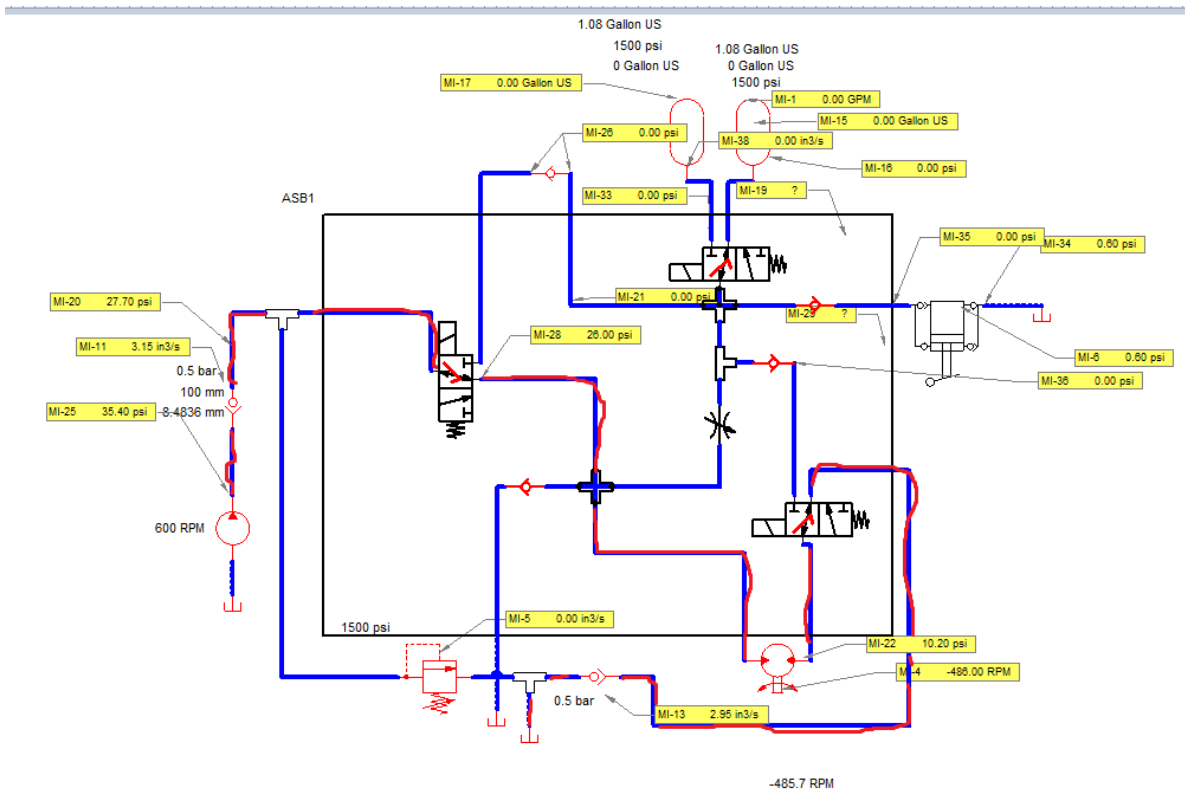 1.08 Gallon US
1500 psi
0 Gallon US
1.08 Gallon US
0 Gallon US
1500 psi
MI-17 0.00 Gallon US
MI-1 0.00 GPM
MI-15 0.00 Gallon US
MI-26 0.00 psi
MI-38 0.00 in3/s
MI-16 0.00 psi
MI-33 0.00 psi
MI-19 ?
ASB1
MI-35 0.00 psi
MI-34 0.60 psi
MI-20 27.70 psi
MI-21 0.00 psi
MI-29 ?
MI-28 26.00 psi
MI-11 3.15 in3/s
MI-6 0.60 psi
0.5 bar
MI-36 0.00 psi
100 mm
MI-25 35.40 psi
8.4836 mm
600 RPM
1500 psi
MI-5 0.00 in3/s
MI-22 10.20 psi
MI-4 -486.00 RPM
0.5 bar
MI-13 2.95 in3/s
-485.7 RPM